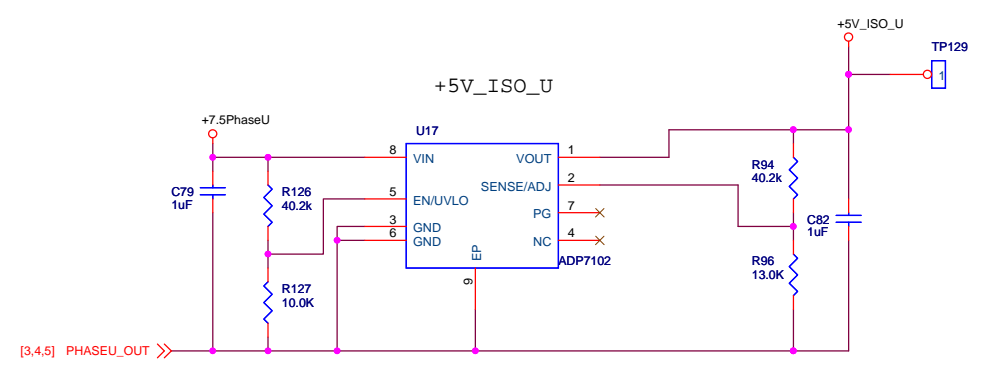 +5V_ISO_U
TP129
1
+5V_ISO_U
+7.5PhaseU
U17
8
VIN
VOUT
1
R94
40.2k
C79
1uF
R126
40.2k
5
EN/UVLO
SENSE/ADJ
2
3
GND
PG
7
C82
1uF
6
GND
NC
4
EP
ADP7102
R96
13.0K
9
R127
10.0K
[3,4,5] PHASEU_OUT